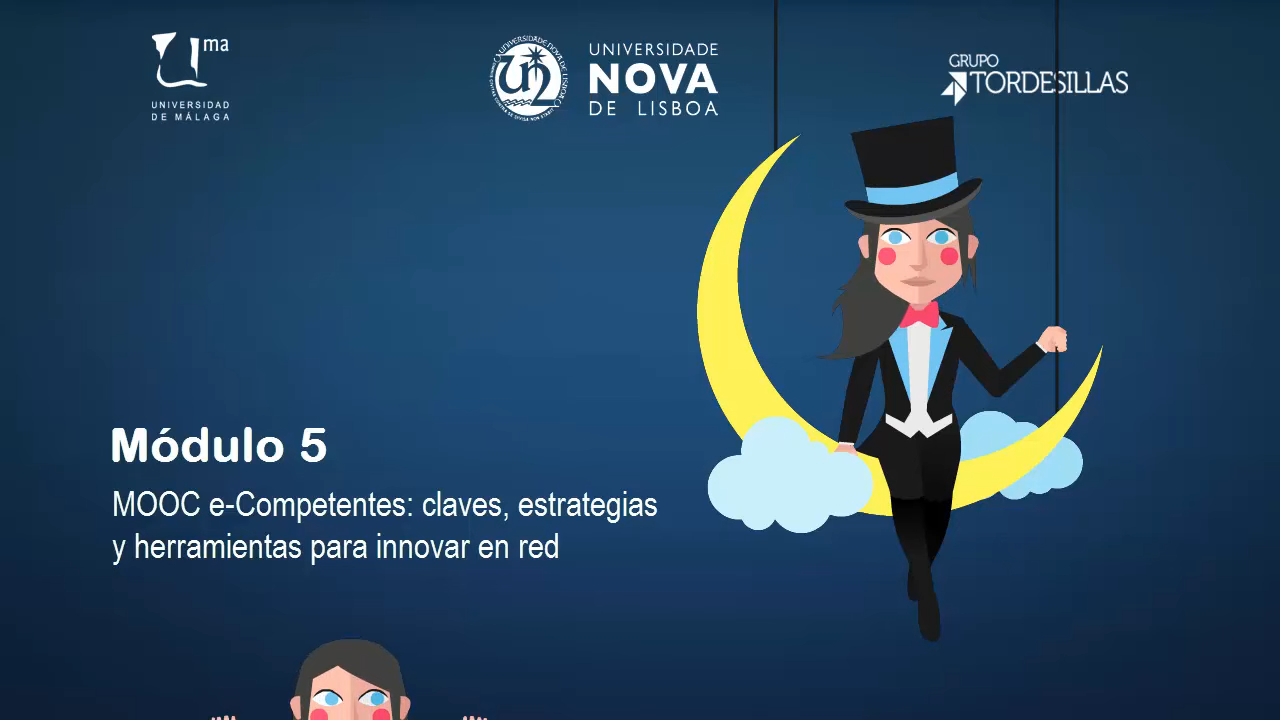 uma
UNIVERSIDAD
DE MÁLAGA
UNIVERSIDADE
NOVA
DE LISBOA
GRUPO
TORDESILLAS
Módulo 5
MOOC e-Competentes: claves, estrategias
y herramientas para innovar en red